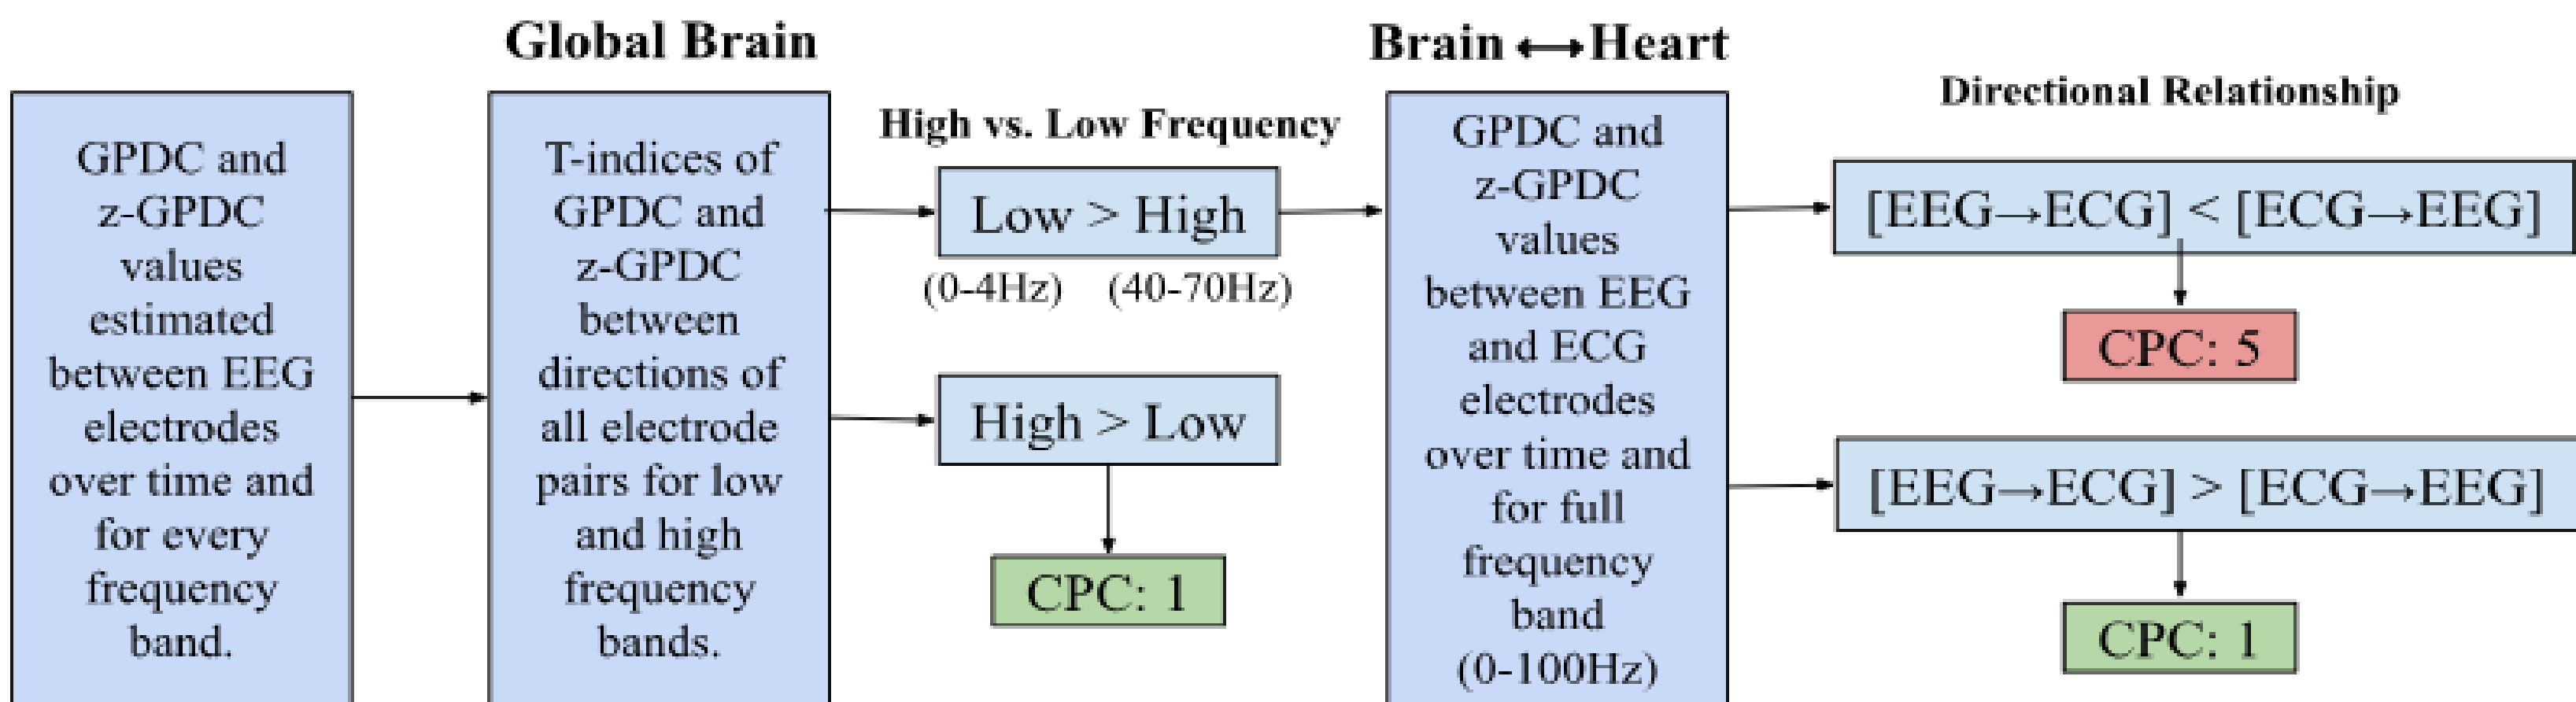 Global Brain
Brain ⟷ Heart
GPDC and
z-GPDC
values
estimated
between EEG
electrodes
over time and
for every
frequency
band.
T-indices of
GPDC and
z-GPDC
between
directions of
all electrode
pairs for low
and high
frequency
bands.
High vs. Low Frequency
Low > High
(0-4Hz) (40-70Hz)
High > Low
CPC: 1
GPDC and
z-GPDC
values
between EEG
and ECG
electrodes
over time and
for full
frequency
band
(0-100Hz)
Directional Relationship
[EEG→ECG] < [ECG→EEG]
CPC: 5
[EEG→ECG] > [ECG→EEG]
CPC: 1